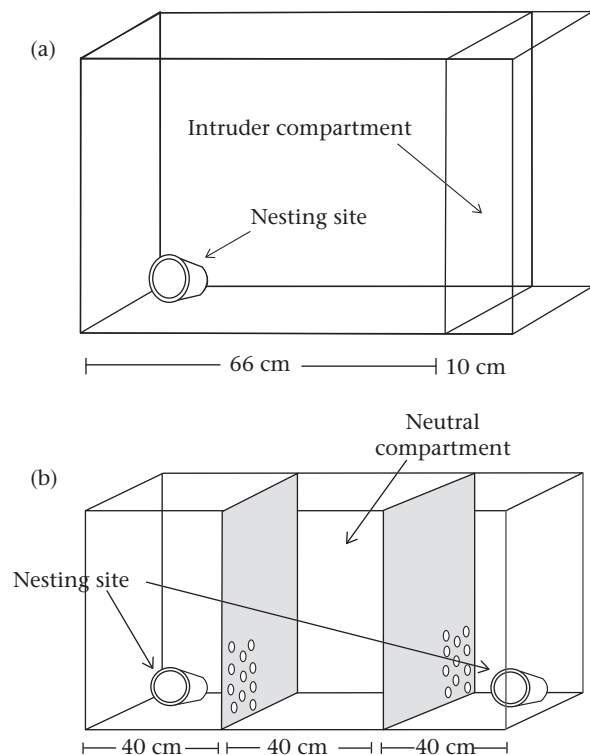 (a)
Intruder compartment
Nesting site
66 cm
10 cm
Neutral
compartment
(b)
Nesting site
40 cm
40 cm
40 cm